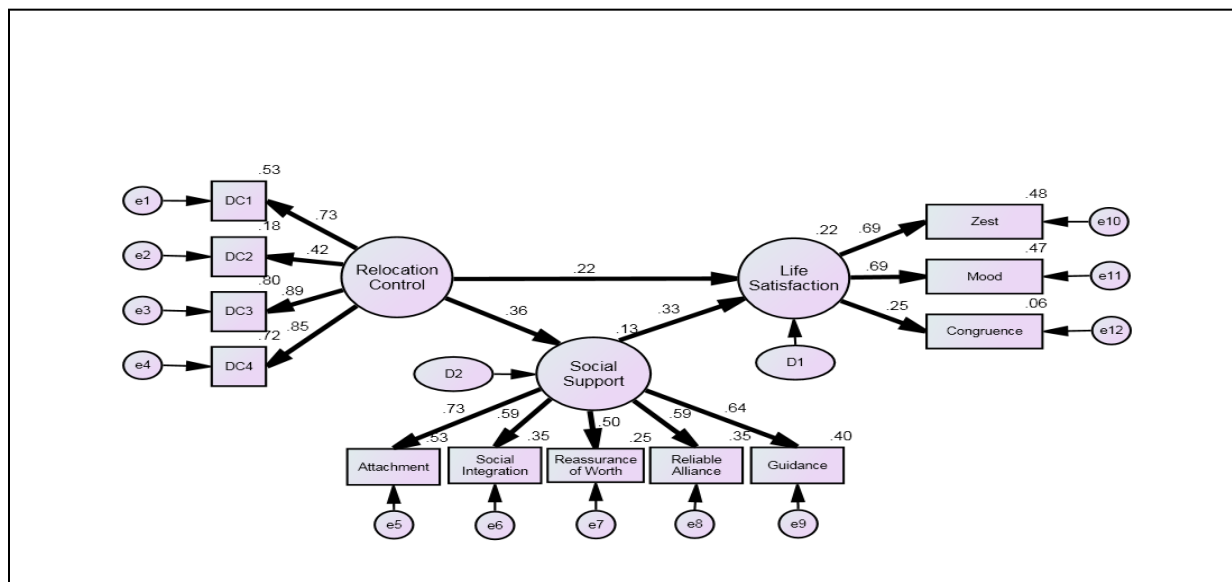 .53
e1
DC1
.73
.18
e2
DC2
.42
.80
e3
DC3
.89
.72
.85
e4
DC4
Relocation
Control
.22
.36
.33
.22
Life
Satisfaction
D1
.69
.48
Zest
e10
.69
.47
Mood
e11
.25
.06
Congruence
e12
.13
D2
Social
Support
.73
.59
.50
.59
.64
.53
.35
.25
.35
.40
Attachment
Social
Integration
Reassurance
of Worth
Reliable
Alliance
Guidance
e5
e6
e7
e8
e9